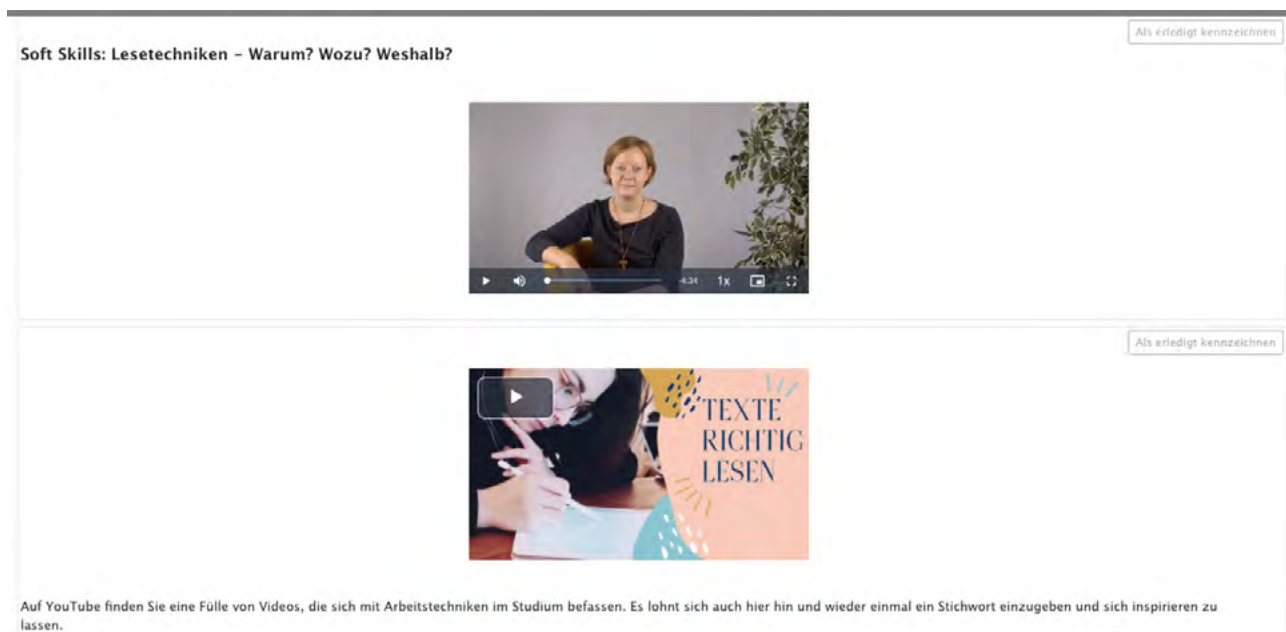 Als erledigt kennzeichnen
Soft Skills: Lesetechniken – Warum? Wozu? Weshalb?
-4:34 1x
Als erledigt kennzeichnen
TEXTE
RICHTIG
LESEN
Auf YouTube finden Sie eine Fülle von Videos, die sich mit Arbeitstechniken im Studium befassen. Es lohnt sich auch hier hin und wieder einmal ein Stichwort einzugeben und sich inspirieren zu
lassen.